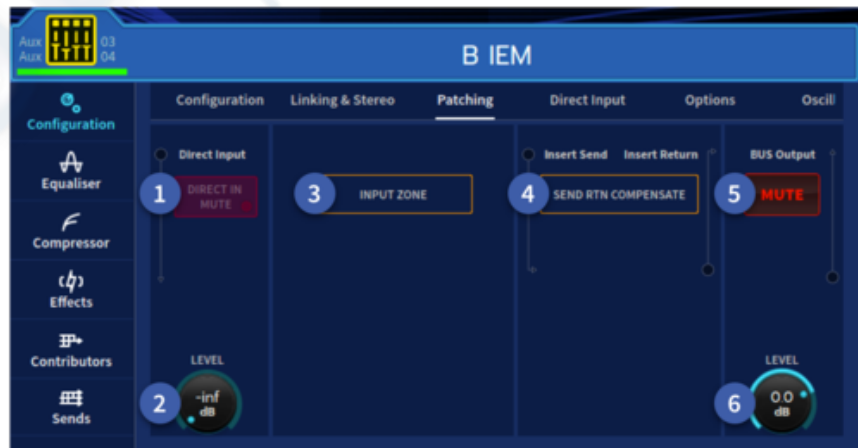 Aux 03
Aux 04
B IEM
Configuration
Equaliser
Compressor
Effects
Contributors
Sends
Configuration Linking & Stereo Patching Direct Input Options Oscill
Direct Input
1 DIRECT IN
MUTE
LEVEL
2 -inf
dB
3 INPUT ZONE
Insert Send Insert Return
4 SEND RTN COMPENSATE
BUS Output
5 MUTE
LEVEL
6 0.0
dB